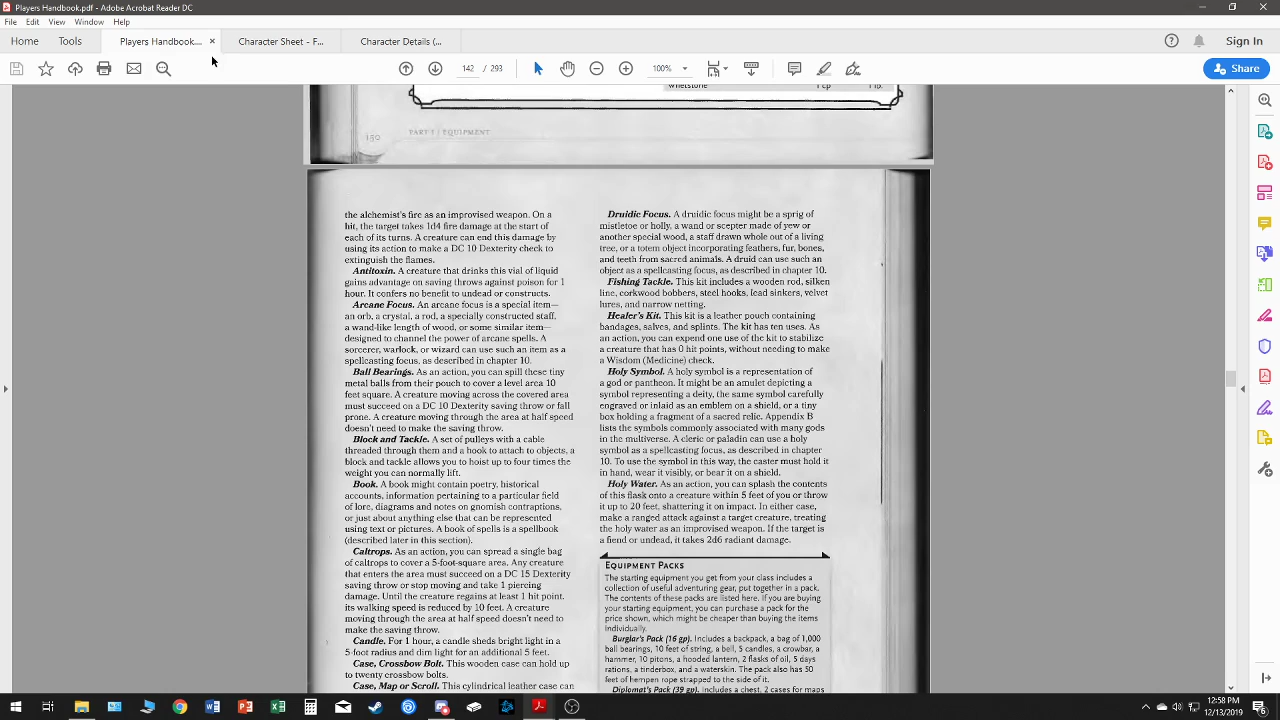 Players Handbook.pdf - Adobe Acrobat Reader DC
File Edit View Window Help
Home Tools Players Handbook.... × Character Sheet - F... Character Details (... Sign In
142 / 293 100% Share
Whetstone 1 cp 1 lb.
150 PART 1 | EQUIPMENT
the alchemist's fire as an improvised weapon. On a
hit, the target takes 1d4 fire damage at the start of
each of its turns. A creature can end this damage by
using its action to make a DC 10 Dexterity check to
extinguish the flames.
Antitoxin. A creature that drinks this vial of liquid
gains advantage on saving throws against poison for 1
hour. It confers no benefit to undead or constructs.
Arcane Focus. An arcane focus is a special item—
an orb, a crystal, a rod, a specially constructed staff,
a wand-like length of wood, or some similar item—
designed to channel the power of arcane spells. A
sorcerer, warlock, or wizard can use such an item as a
spellcasting focus, as described in chapter 10.
Ball Bearings. As an action, you can spill these tiny
metal balls from their pouch to cover a level area 10
feet square. A creature moving across the covered area
must succeed on a DC 10 Dexterity saving throw or fall
prone. A creature moving through the area at half speed
doesn't need to make the saving throw.
Block and Tackle. A set of pulleys with a cable
threaded through them and a hook to attach to objects, a
block and tackle allows you to hoist up to four times the
weight you can normally lift.
Book. A book might contain poetry, historical
accounts, information pertaining to a particular field
of lore, diagrams and notes on gnomish contraptions,
or just about anything else that can be represented
using text or pictures. A book of spells is a spellbook
(described later in this section).
Caltrops. As an action, you can spread a single bag
of caltrops to cover a 5-foot-square area. Any creature
that enters the area must succeed on a DC 15 Dexterity
saving throw or stop moving and take 1 piercing
damage. Until the creature regains at least 1 hit point,
its walking speed is reduced by 10 feet. A creature
moving through the area at half speed doesn't need to
make the saving throw.
Candle. For 1 hour, a candle sheds bright light in a
5-foot radius and dim light for an additional 5 feet.
Case, Crossbow Bolt. This wooden case can hold up
to twenty crossbow bolts.
Case, Map or Scroll. This cylindrical leather case can
Druidic Focus. A druidic focus might be a sprig of
mistletoe or holly, a wand or scepter made of yew or
another special wood, a staff drawn whole out of a living
tree, or a totem object incorporating feathers, fur, bones,
and teeth from sacred animals. A druid can use such an
object as a spellcasting focus, as described in chapter 10.
Fishing Tackle. This kit includes a wooden rod, silken
line, corkwood bobbers, steel hooks, lead sinkers, velvet
lures, and narrow netting.
Healer's Kit. This kit is a leather pouch containing
bandages, salves, and splints. The kit has ten uses. As
an action, you can expend one use of the kit to stabilize
a creature that has 0 hit points, without needing to make
a Wisdom (Medicine) check.
Holy Symbol. A holy symbol is a representation of
a god or pantheon. It might be an amulet depicting a
symbol representing a deity, the same symbol carefully
engraved or inlaid as an emblem on a shield, or a tiny
box holding a fragment of a sacred relic. Appendix B
lists the symbols commonly associated with many gods
in the multiverse. A cleric or paladin can use a holy
symbol as a spellcasting focus, as described in chapter
10. To use the symbol in this way, the caster must hold it
in hand, wear it visibly, or bear it on a shield.
Holy Water. As an action, you can splash the contents
of this flask onto a creature within 5 feet of you or throw
it up to 20 feet, shattering it on impact. In either case,
make a ranged attack against a target creature, treating
the holy water as an improvised weapon. If the target is
a fiend or undead, it takes 2d6 radiant damage.
EQUIPMENT PACKS
The starting equipment you get from your class includes a
collection of useful adventuring gear, put together in a pack.
The contents of these packs are listed here. If you are buying
your starting equipment, you can purchase a pack for the
price shown, which might be cheaper than buying the items
individually.
Burglar's Pack (16 gp). Includes a backpack, a bag of 1,000
ball bearings, 10 feet of string, a bell, 5 candles, a crowbar, a
hammer, 10 pitons, a hooded lantern, 2 flasks of oil, 5 days
rations, a tinderbox, and a waterskin. The pack also has 50
feet of hempen rope strapped to the side of it.
Diplomat's Pack (39 gp). Includes a chest, 2 cases for maps
12:58 PM
12/13/2019